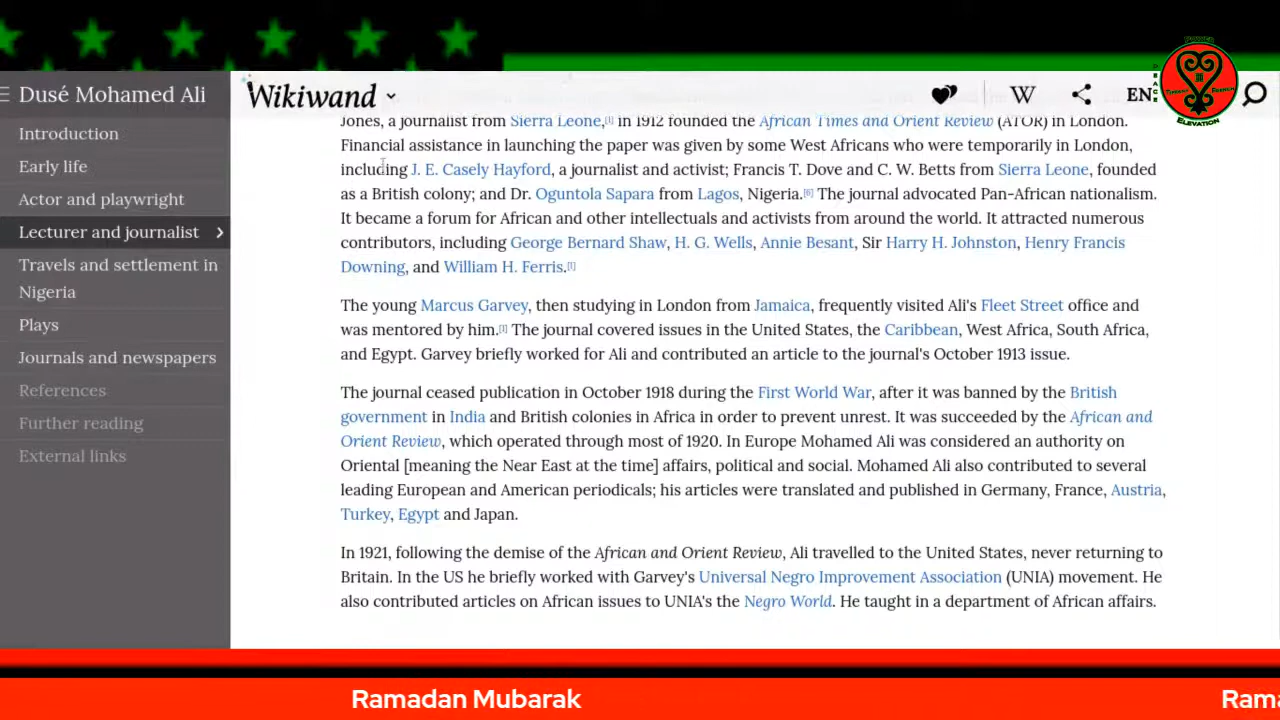 Dusé Mohamed Ali
Introduction
Early life
Actor and playwright
Lecturer and journalist
Travels and settlement in
Nigeria
Plays
Journals and newspapers
References
Further reading
External links
Wikiwand
W
EN
POWER
PEACE
ELEVATION
Jones, a journalist from Sierra Leone,[1] in 1912 founded the African Times and Orient Review (ATOR) in London.
Financial assistance in launching the paper was given by some West Africans who were temporarily in London,
including J. E. Casely Hayford, a journalist and activist; Francis T. Dove and C. W. Betts from Sierra Leone, founded
as a British colony; and Dr. Oguntola Sapara from Lagos, Nigeria.[6] The journal advocated Pan-African nationalism.
It became a forum for African and other intellectuals and activists from around the world. It attracted numerous
contributors, including George Bernard Shaw, H. G. Wells, Annie Besant, Sir Harry H. Johnston, Henry Francis
Downing, and William H. Ferris.[1]
The young Marcus Garvey, then studying in London from Jamaica, frequently visited Ali's Fleet Street office and
was mentored by him.[1] The journal covered issues in the United States, the Caribbean, West Africa, South Africa,
and Egypt. Garvey briefly worked for Ali and contributed an article to the journal's October 1913 issue.
The journal ceased publication in October 1918 during the First World War, after it was banned by the British
government in India and British colonies in Africa in order to prevent unrest. It was succeeded by the African and
Orient Review, which operated through most of 1920. In Europe Mohamed Ali was considered an authority on
Oriental [meaning the Near East at the time] affairs, political and social. Mohamed Ali also contributed to several
leading European and American periodicals; his articles were translated and published in Germany, France, Austria,
Turkey, Egypt and Japan.
In 1921, following the demise of the African and Orient Review, Ali travelled to the United States, never returning to
Britain. In the US he briefly worked with Garvey's Universal Negro Improvement Association (UNIA) movement. He
also contributed articles on African issues to UNIA's the Negro World. He taught in a department of African affairs.
Ramadan Mubarak
Rama